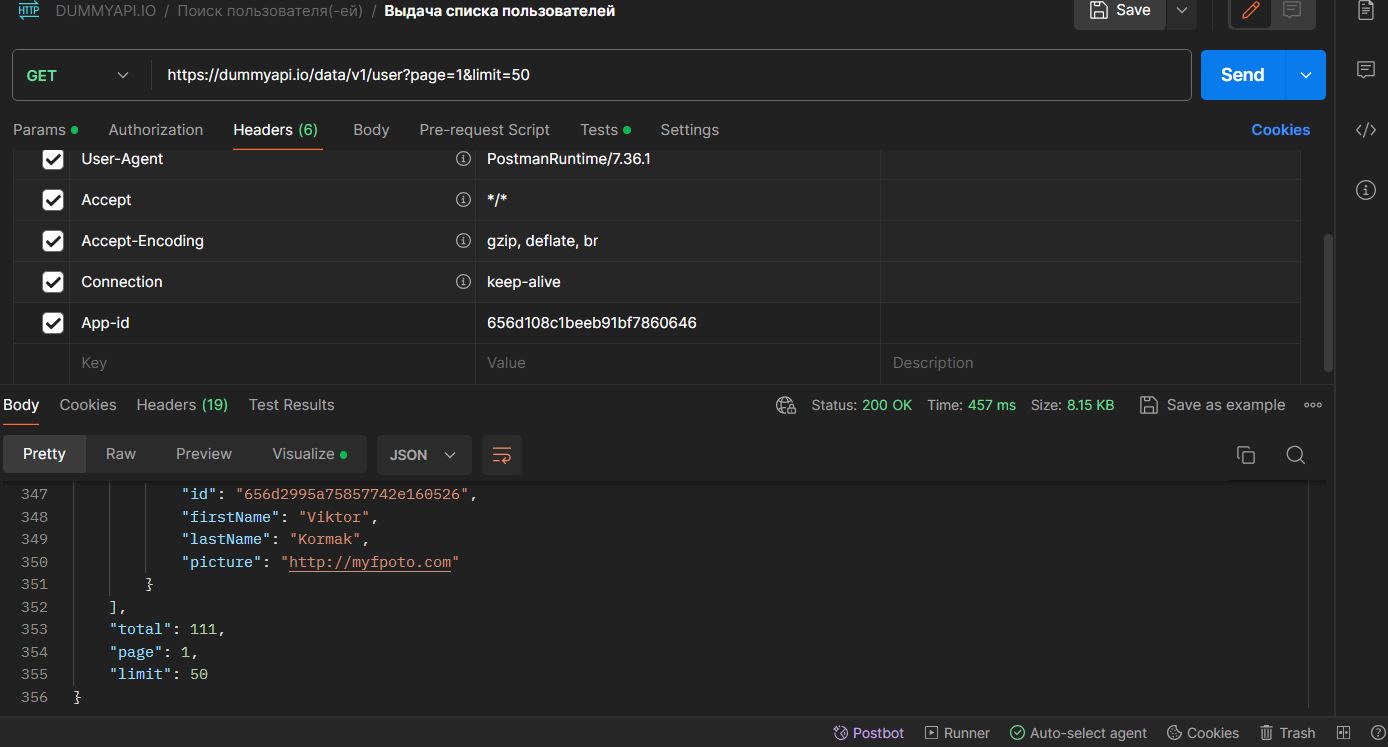 HTTP DUMMYAPI.IO / Поиск пользователя(-ей) / Выдача списка пользователей Save
GET https://dummyapi.io/data/v1/user?page=1&limit=50 Send
Params Authorization Headers (6) Body Pre-request Script Tests Settings Cookies
User-Agent PostmanRuntime/7.36.1
Accept */*
Accept-Encoding gzip, deflate, br
Connection keep-alive
App-id 656d108c1beeb91bf7860646
Key Value Description
Body Cookies Headers (19) Test Results Status: 200 OK Time: 457 ms Size: 8.15 KB Save as example
Pretty Raw Preview Visualize JSON
347 "id": "656d2995a75857742e160526",
348 "firstName": "Viktor",
349 "lastName": "Kormak",
350 "picture": "http://myfpoto.com"
351 }
352 ],
353 "total": 111,
354 "page": 1,
355 "limit": 50
356 }
Postbot Runner Auto-select agent Cookies Trash